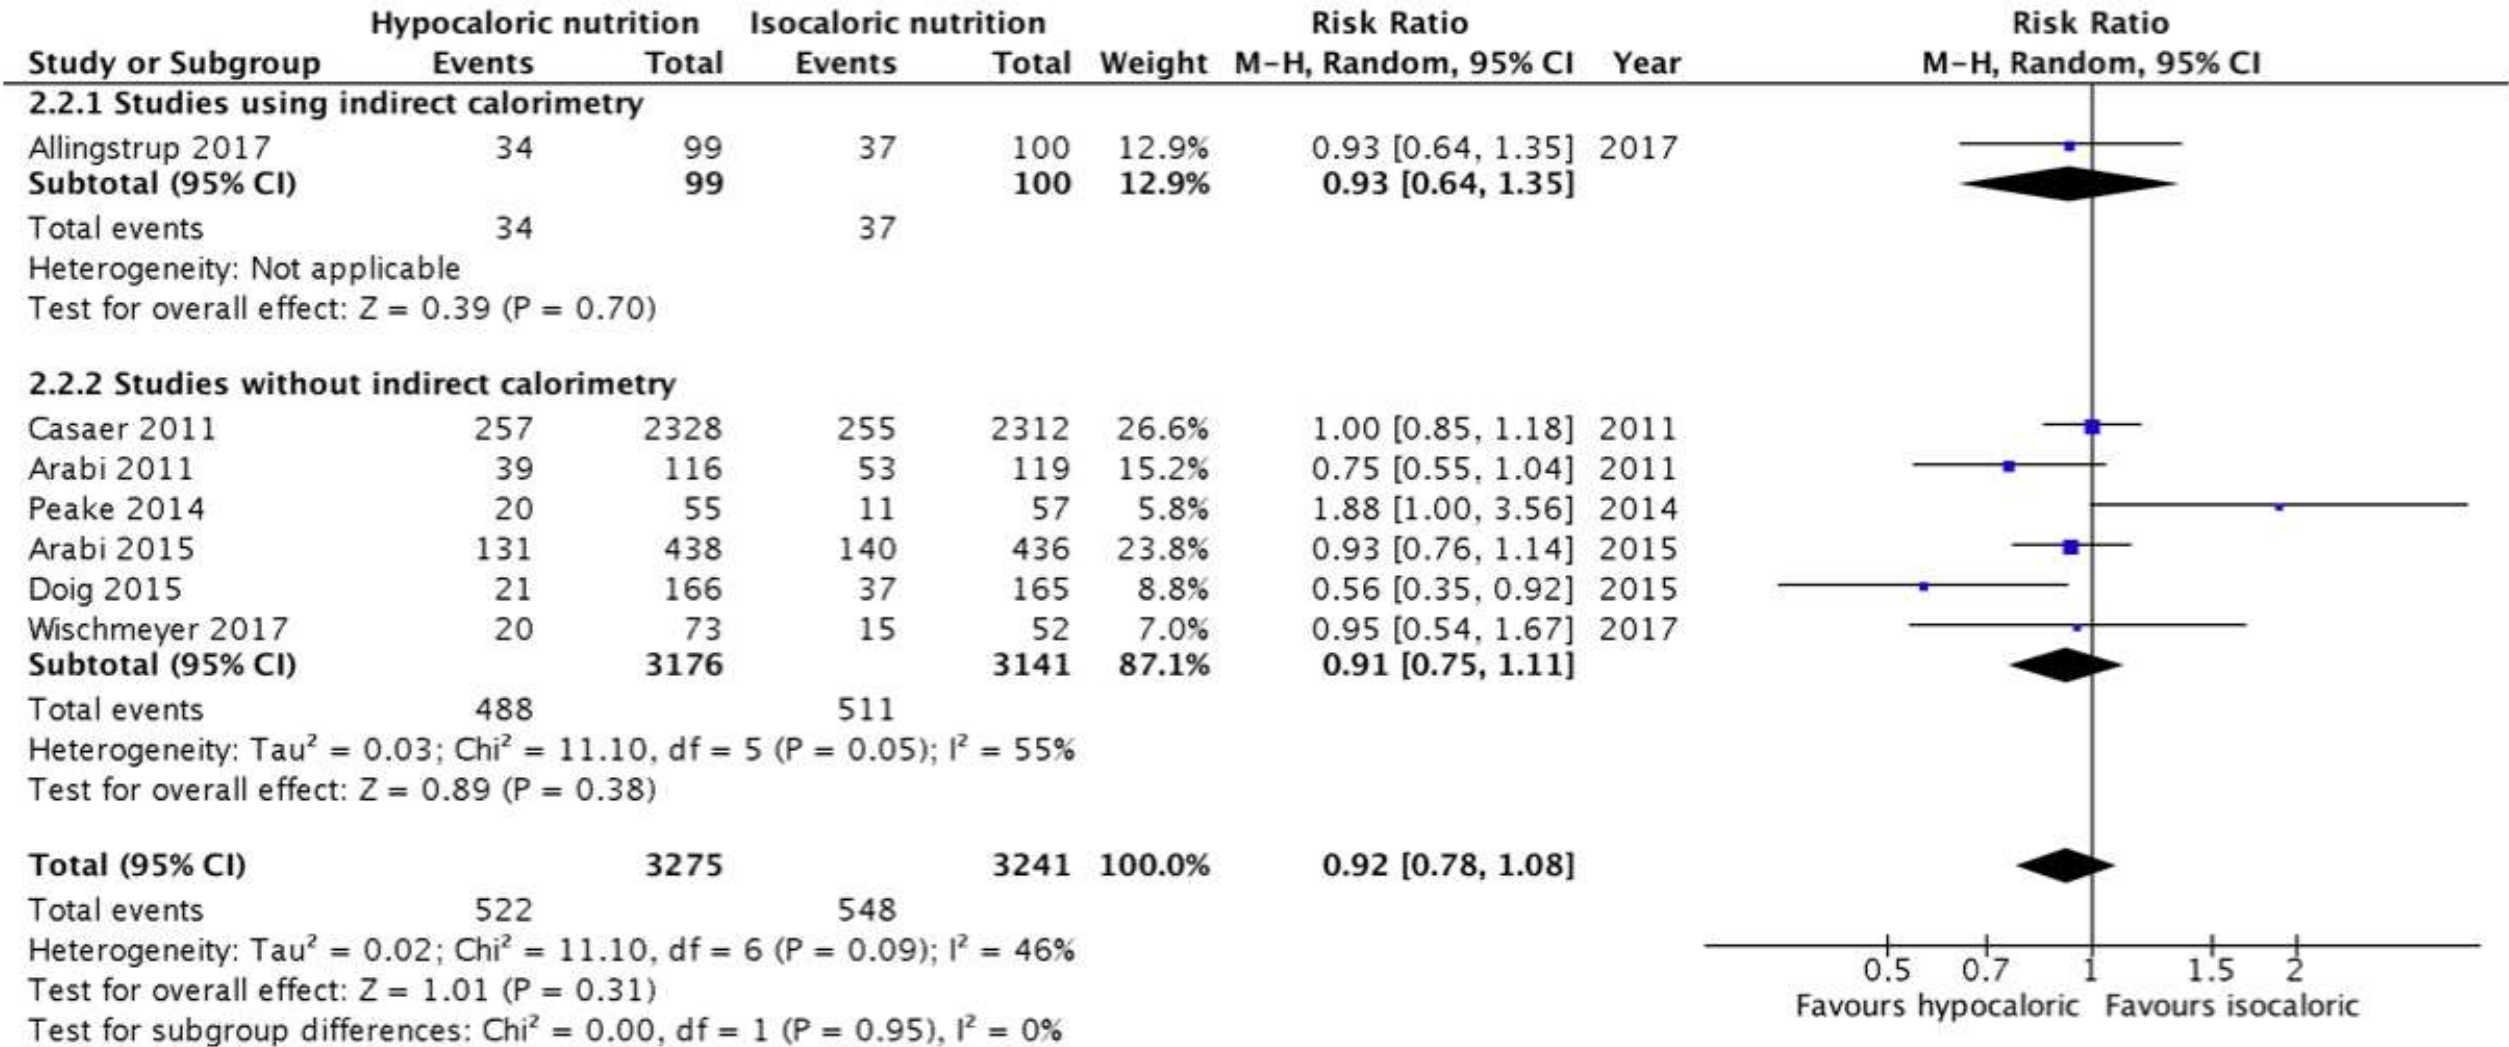 Hypocaloric nutrition Isocaloric nutrition Risk Ratio Risk Ratio
Study or Subgroup Events Total Events Total Weight M-H, Random, 95% CI Year M-H, Random, 95% CI
2.2.1 Studies using indirect calorimetry
Allingstrup 2017 34 99 37 100 12.9% 0.93 [0.64, 1.35] 2017
Subtotal (95% CI) 99 100 12.9% 0.93 [0.64, 1.35]
Total events 34 37
Heterogeneity: Not applicable
Test for overall effect: Z = 0.39 (P = 0.70)
2.2.2 Studies without indirect calorimetry
Casaer 2011 257 2328 255 2312 26.6% 1.00 [0.85, 1.18] 2011
Arabi 2011 39 116 53 119 15.2% 0.75 [0.55, 1.04] 2011
Peake 2014 20 55 11 57 5.8% 1.88 [1.00, 3.56] 2014
Arabi 2015 131 438 140 436 23.8% 0.93 [0.76, 1.14] 2015
Doig 2015 21 166 37 165 8.8% 0.56 [0.35, 0.92] 2015
Wischmeyer 2017 20 73 15 52 7.0% 0.95 [0.54, 1.67] 2017
Subtotal (95% CI) 3176 3141 87.1% 0.91 [0.75, 1.11]
Total events 488 511
Heterogeneity: Tau² = 0.03; Chi² = 11.10, df = 5 (P = 0.05); I² = 55%
Test for overall effect: Z = 0.89 (P = 0.38)
Total (95% CI) 3275 3241 100.0% 0.92 [0.78, 1.08]
Total events 522 548
Heterogeneity: Tau² = 0.02; Chi² = 11.10, df = 6 (P = 0.09); I² = 46%
Test for overall effect: Z = 1.01 (P = 0.31)
Test for subgroup differences: Chi² = 0.00, df = 1 (P = 0.95), I² = 0%
0.5 0.7 1 1.5 2
Favours hypocaloric Favours isocaloric